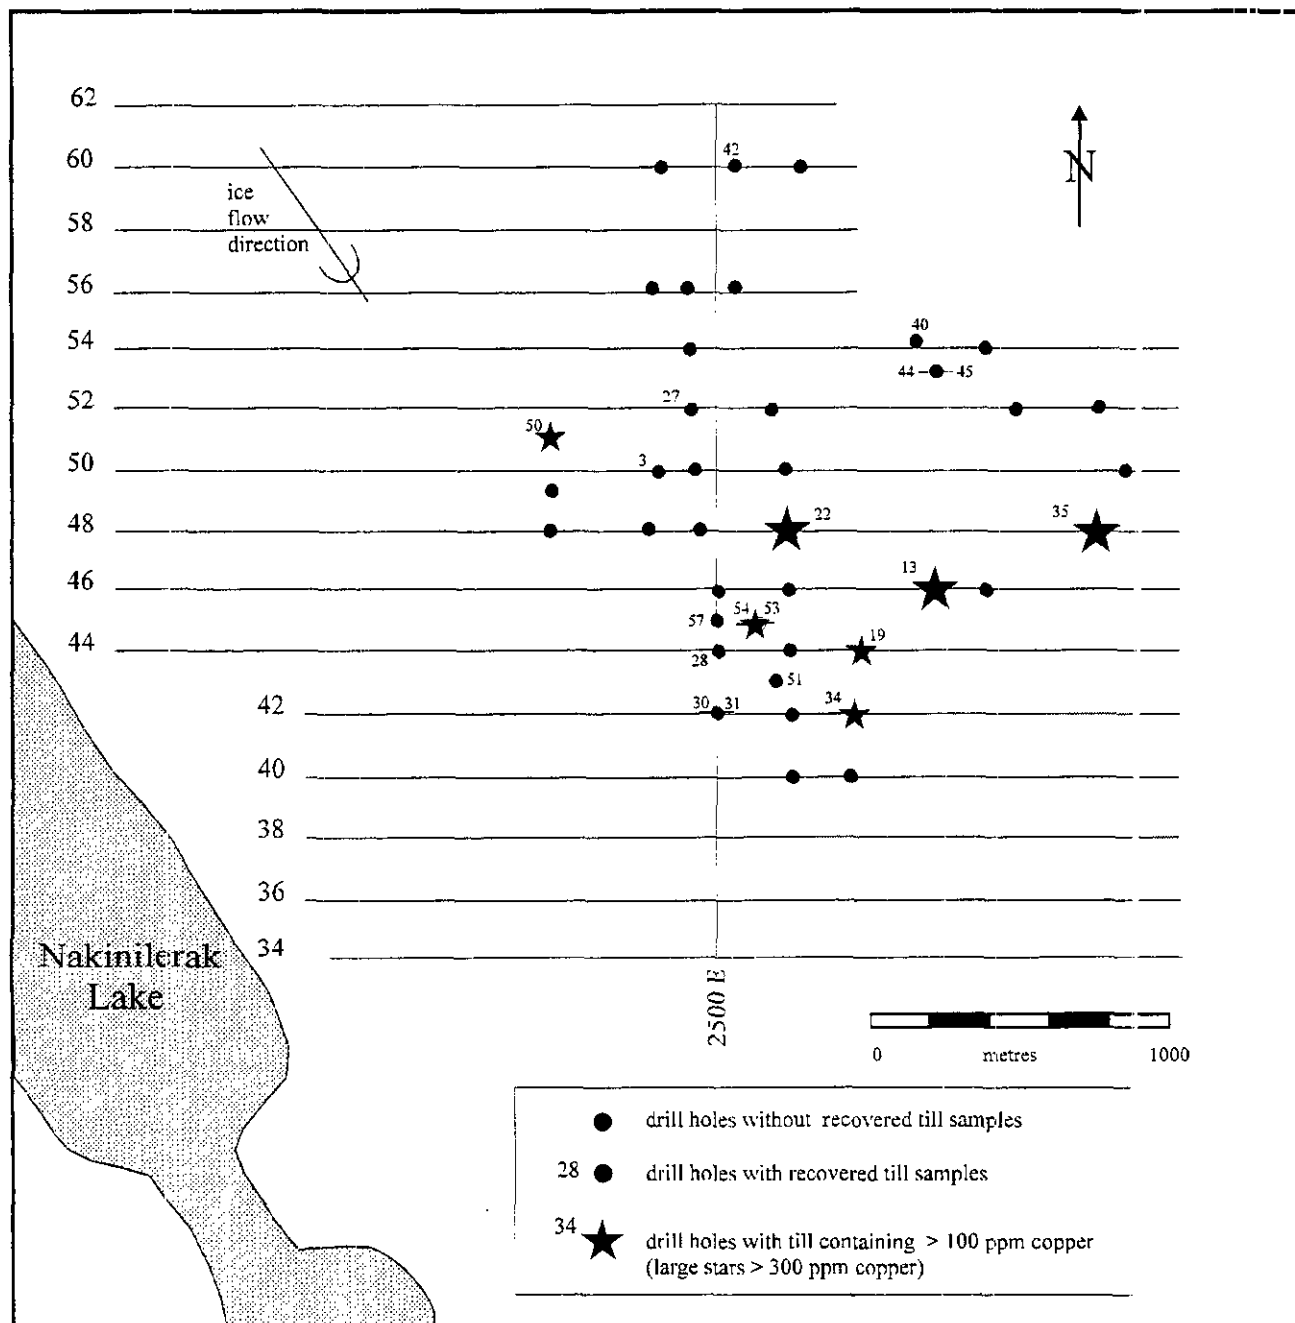 62
60
42
N
ice
flow
direction
58
56
54
40
44
45
52
27
50
50
3
48
22
35
46
13
57
54
53
44
28
19
51
42
30
31
34
40
38
36
34
Nakinilerak
Lake
2500 E
0 metres 1000
drill holes without recovered till samples
28 drill holes with recovered till samples
34 drill holes with till containing > 100 ppm copper
(large stars > 300 ppm copper)